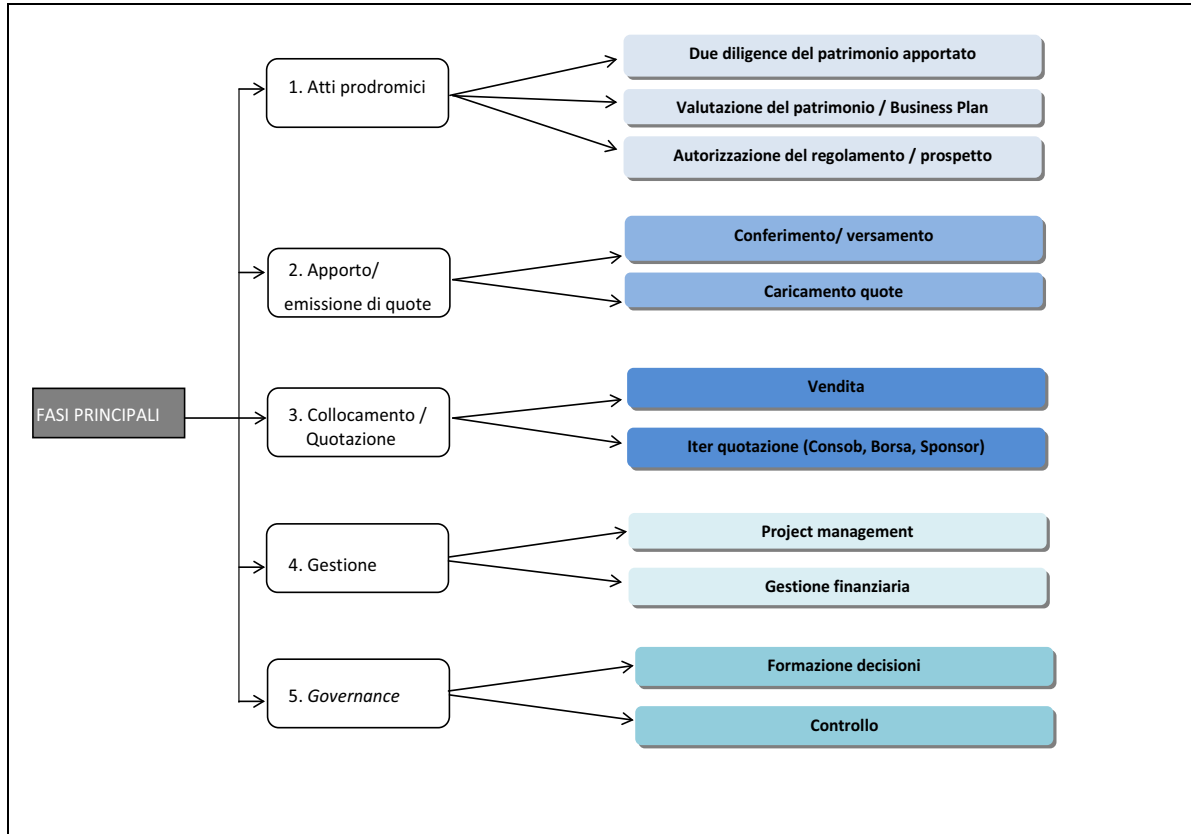 FASI PRINCIPALI
1. Atti prodromici
Due diligence del patrimonio apportato
Valutazione del patrimonio / Business Plan
Autorizzazione del regolamento / prospetto
2. Apporto/
emissione di quote
Conferimento/ versamento
Caricamento quote
3. Collocamento /
Quotazione
Vendita
Iter quotazione (Consob, Borsa, Sponsor)
4. Gestione
Project management
Gestione finanziaria
5. Governance
Formazione decisioni
Controllo